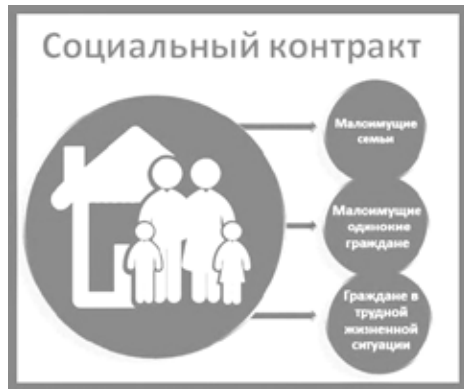 Социальный контракт
Малоимущие
семьи
Малоимущие
одинокие
граждане
Граждане в
трудной
жизненной
ситуации